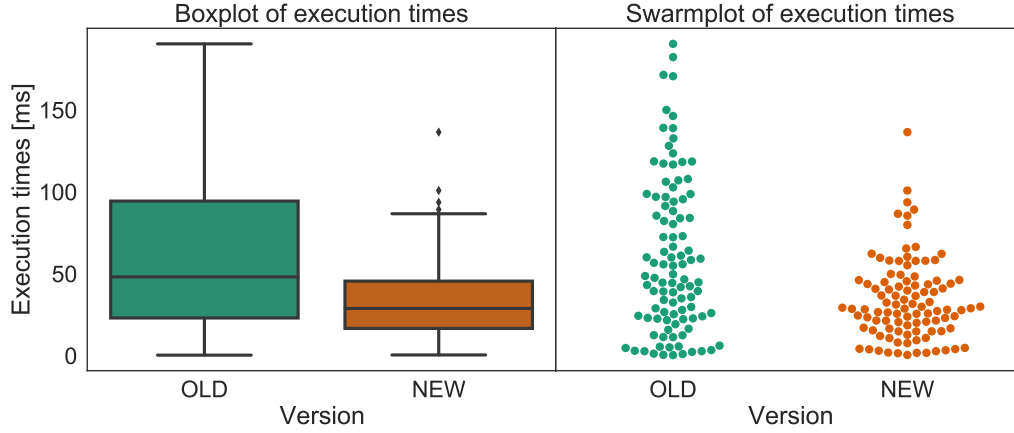 Boxplot of execution times
Swarmplot of execution times
Execution times [ms]
150
100
50
0
OLD
NEW
OLD
NEW
Version
Version